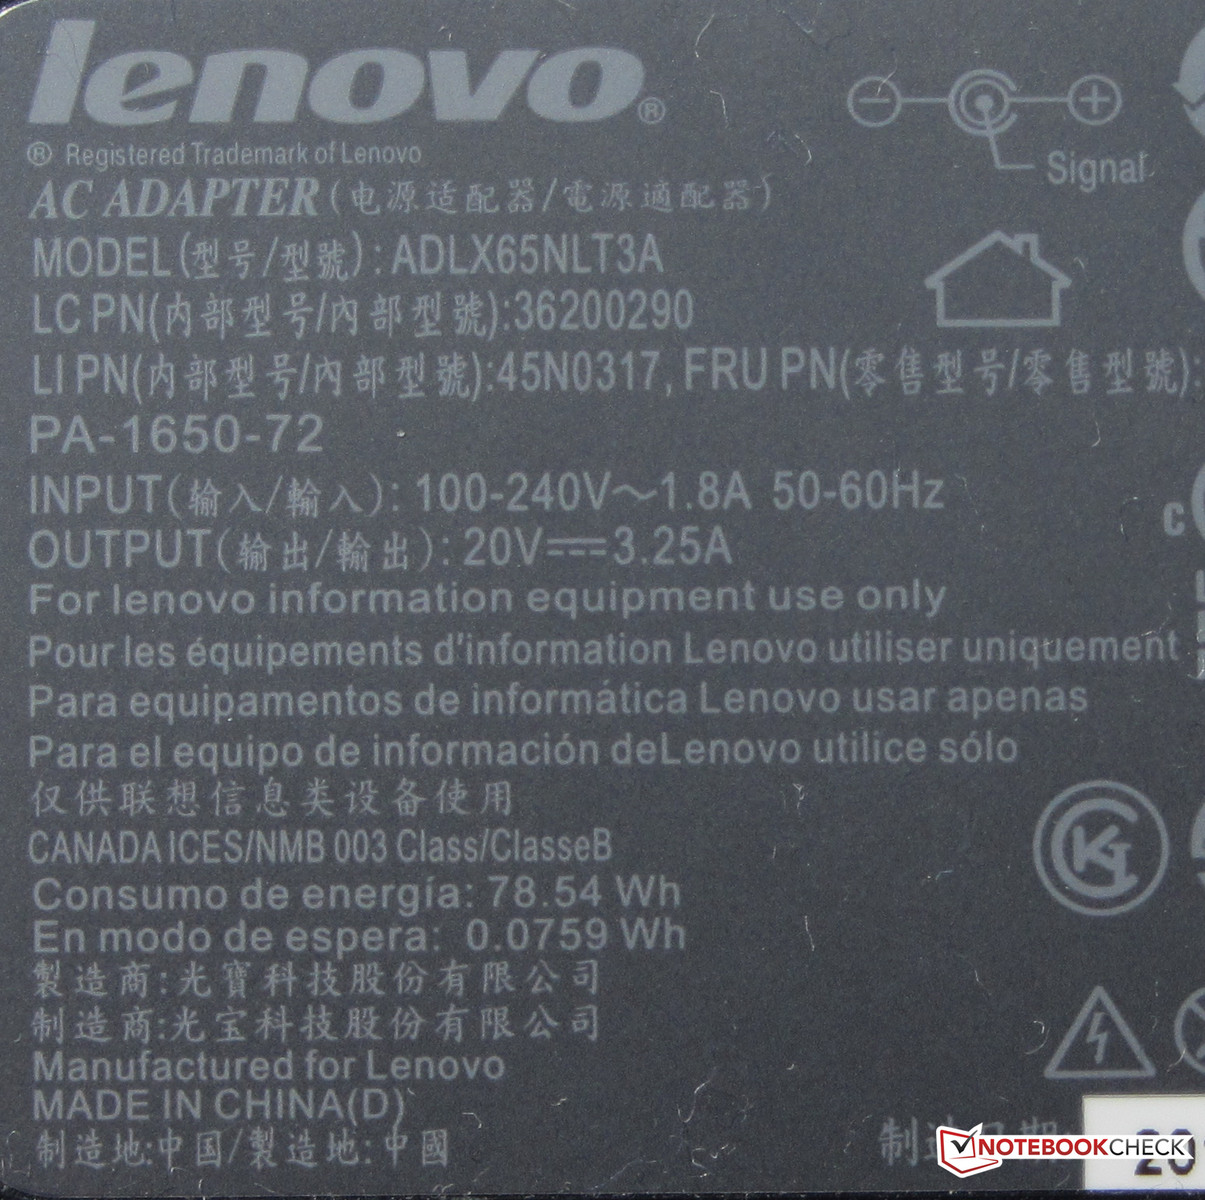 lenovo®
® Registered Trademark of Lenovo
Signal
AC ADAPTER(电源适配器/電源適配器)
MODEL(型号/型號):ADLX65NLT3A
LC PN(内部型号/內部型號):36200290
LI PN(内部型号/內部型號):45N0317, FRU PN(零售型号/零售型號):
PA-1650-72
INPUT(输入/輸入): 100-240V～1.8A 50-60Hz
OUTPUT(输出/輸出): 20V⎓3.25A
For lenovo information equipment use only
Pour les équipements d'information Lenovo utiliser uniquement
Para equipamentos de informática Lenovo usar apenas
Para el equipo de información deLenovo utilice sólo
仅供联想信息类设备使用
CANADA ICES/NMB 003 Class/ClasseB
Consumo de energía: 78.54 Wh
En modo de espera: 0.0759 Wh
製造商:光寶科技股份有限公司
制造商:光宝科技股份有限公司
Manufactured for Lenovo
MADE IN CHINA(D)
制造地:中国/製造地:中國
NOTEBOOKCHECK